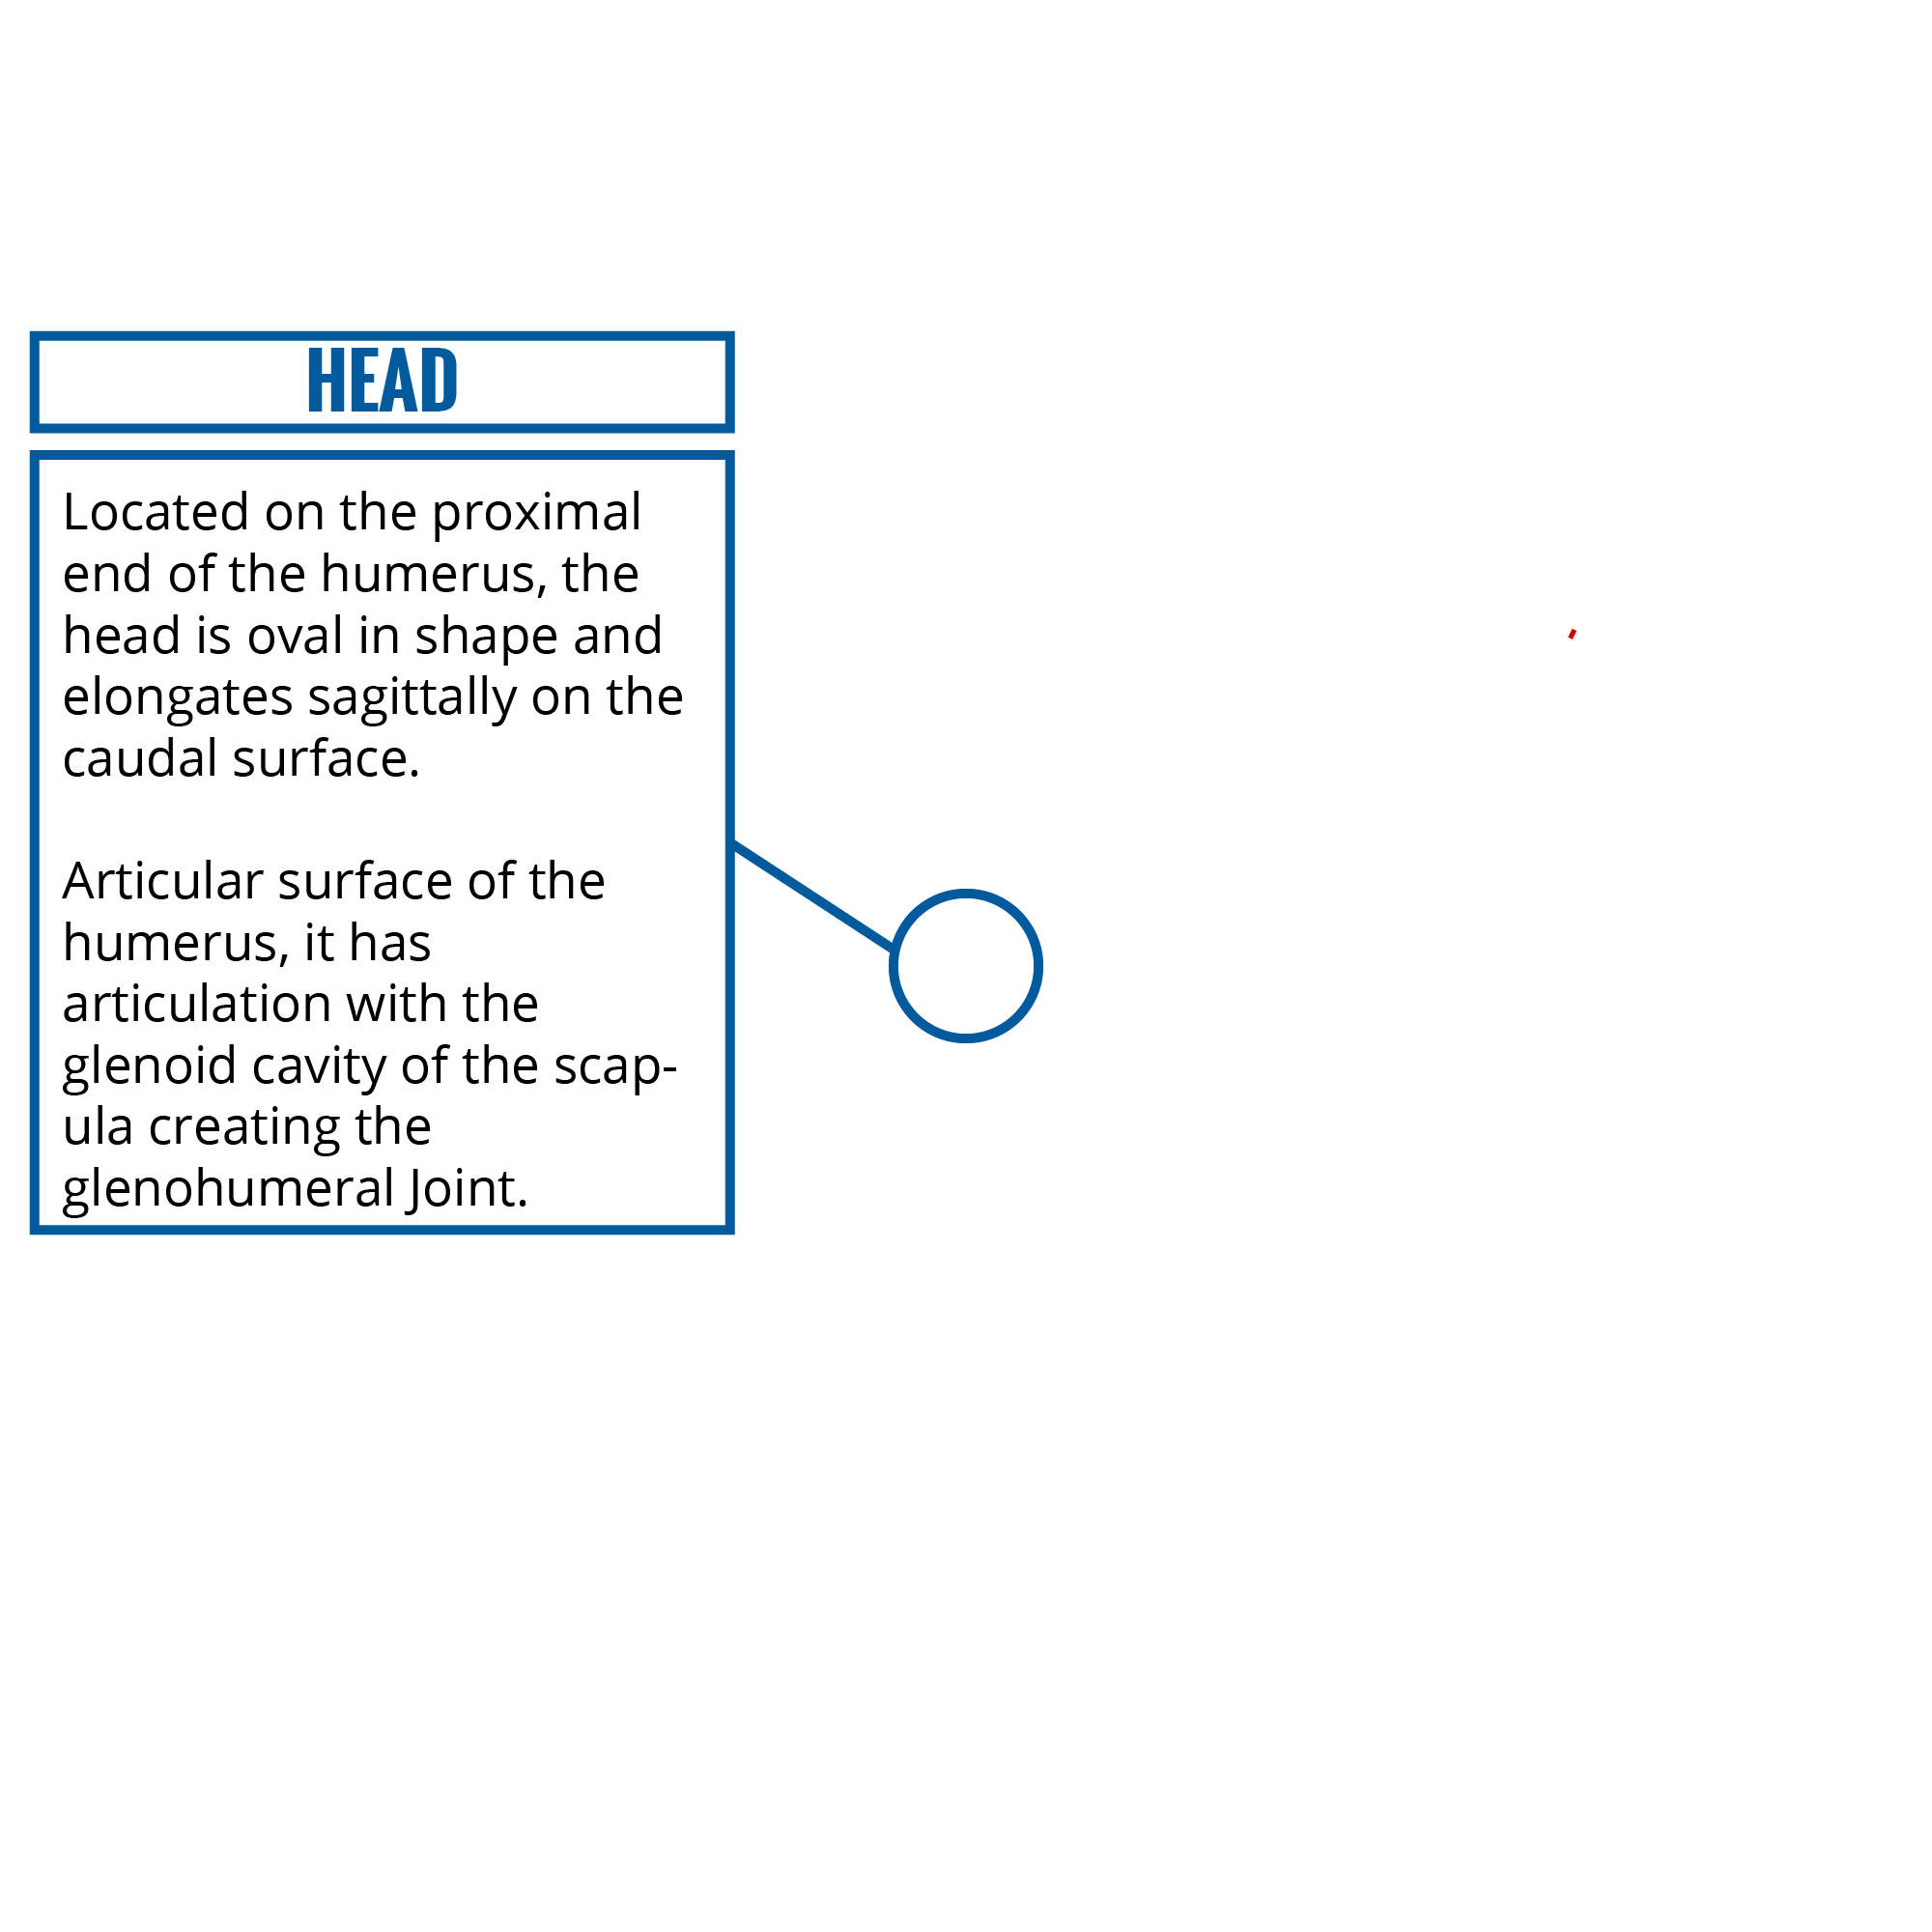 HEAD
Located on the proximal
end of the humerus, the
head is oval in shape and
elongates sagittally on the
caudal surface.
Articular surface of the
humerus, it has
articulation with the
glenoid cavity of the scap-
ula creating the
glenohumeral Joint.